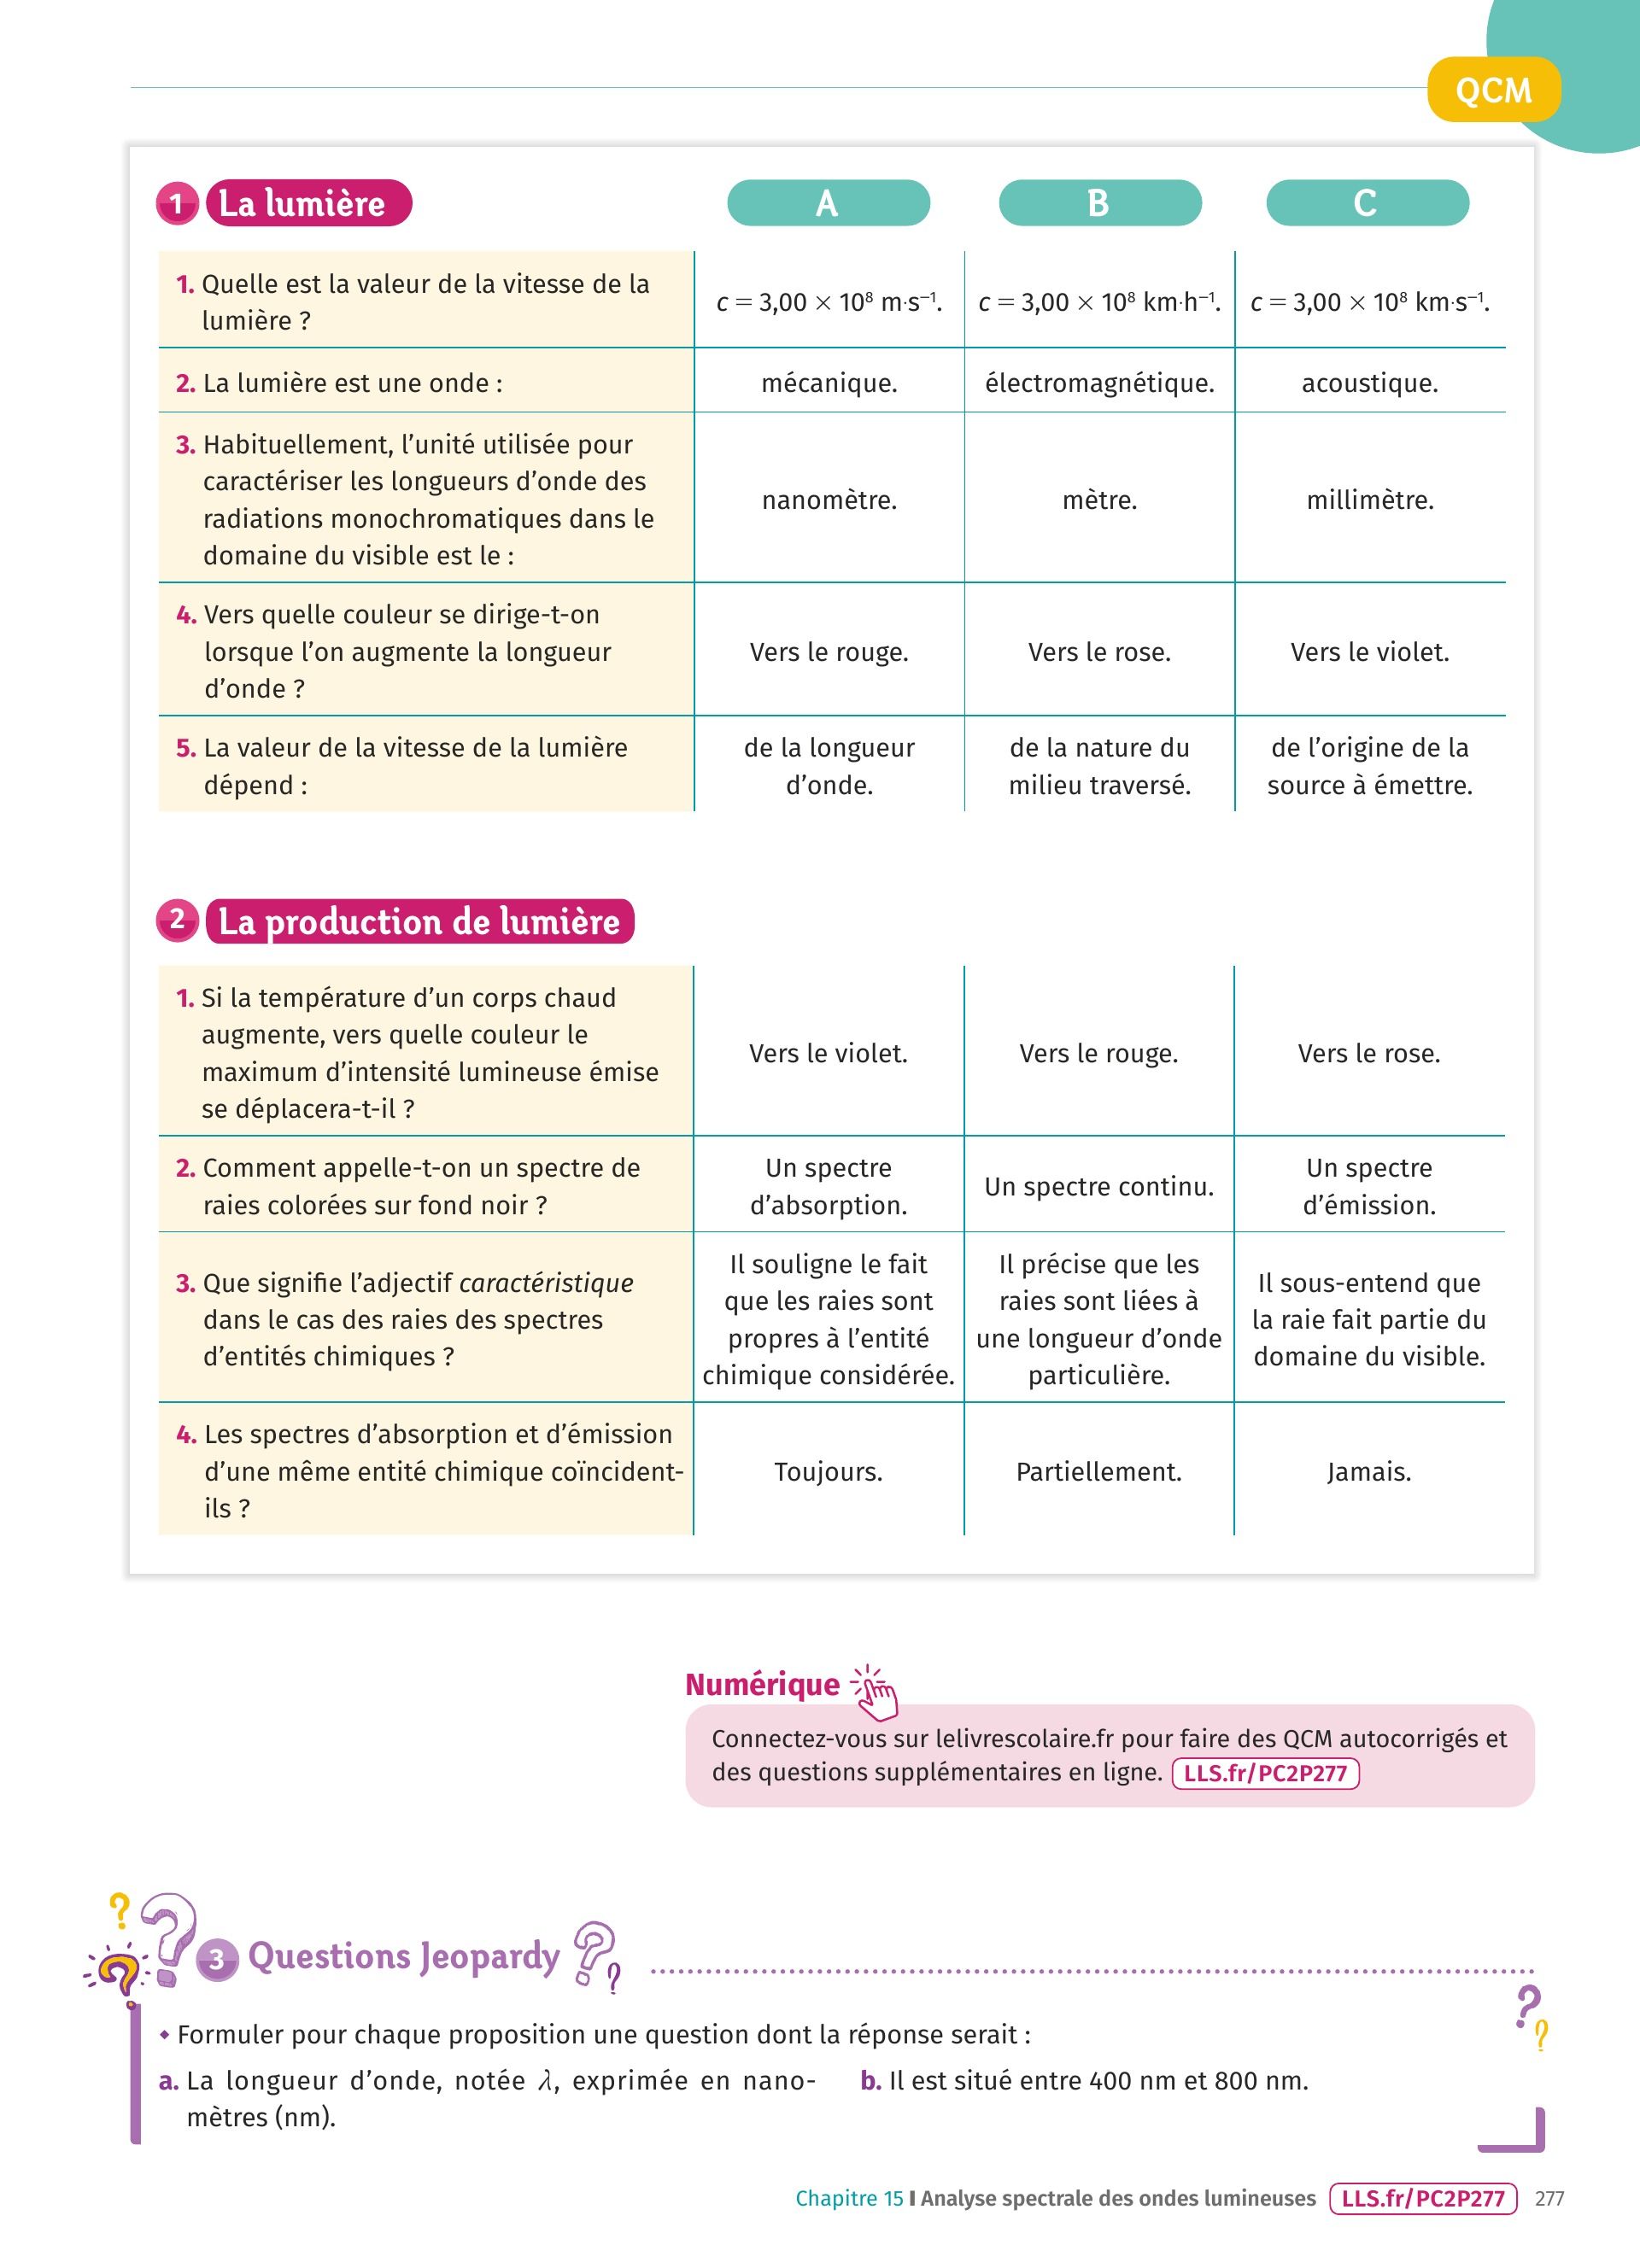 QCM
1 La lumière
A B C
1. Quelle est la valeur de la vitesse de la
lumière ?
c = 3,00 × 10⁸ m·s⁻¹.
c = 3,00 × 10⁸ km·h⁻¹.
c = 3,00 × 10⁸ km·s⁻¹.
2. La lumière est une onde :
mécanique.
électromagnétique.
acoustique.
3. Habituellement, l’unité utilisée pour
caractériser les longueurs d’onde des
radiations monochromatiques dans le
domaine du visible est le :
nanomètre.
mètre.
millimètre.
4. Vers quelle couleur se dirige-t-on
lorsque l’on augmente la longueur
d’onde ?
Vers le rouge.
Vers le rose.
Vers le violet.
5. La valeur de la vitesse de la lumière
dépend :
de la longueur
d’onde.
de la nature du
milieu traversé.
de l’origine de la
source à émettre.
2 La production de lumière
1. Si la température d’un corps chaud
augmente, vers quelle couleur le
maximum d’intensité lumineuse émise
se déplacera-t-il ?
Vers le violet.
Vers le rouge.
Vers le rose.
2. Comment appelle-t-on un spectre de
raies colorées sur fond noir ?
Un spectre
d’absorption.
Un spectre continu.
Un spectre
d’émission.
3. Que signifie l’adjectif caractéristique
dans le cas des raies des spectres
d’entités chimiques ?
Il souligne le fait
que les raies sont
propres à l’entité
chimique considérée.
Il précise que les
raies sont liées à
une longueur d’onde
particulière.
Il sous-entend que
la raie fait partie du
domaine du visible.
4. Les spectres d’absorption et d’émission
d’une même entité chimique coïncident-
ils ?
Toujours.
Partiellement.
Jamais.
Numérique
Connectez-vous sur lelivrescolaire.fr pour faire des QCM autocorrigés et
des questions supplémentaires en ligne. LLS.fr/PC2P277
? ? ? 3 Questions Jeopardy ? ?
? ?
◆ Formuler pour chaque proposition une question dont la réponse serait :
a. La longueur d’onde, notée λ, exprimée en nano-
mètres (nm).
b. Il est situé entre 400 nm et 800 nm.
Chapitre 15 I Analyse spectrale des ondes lumineuses LLS.fr/PC2P277 277